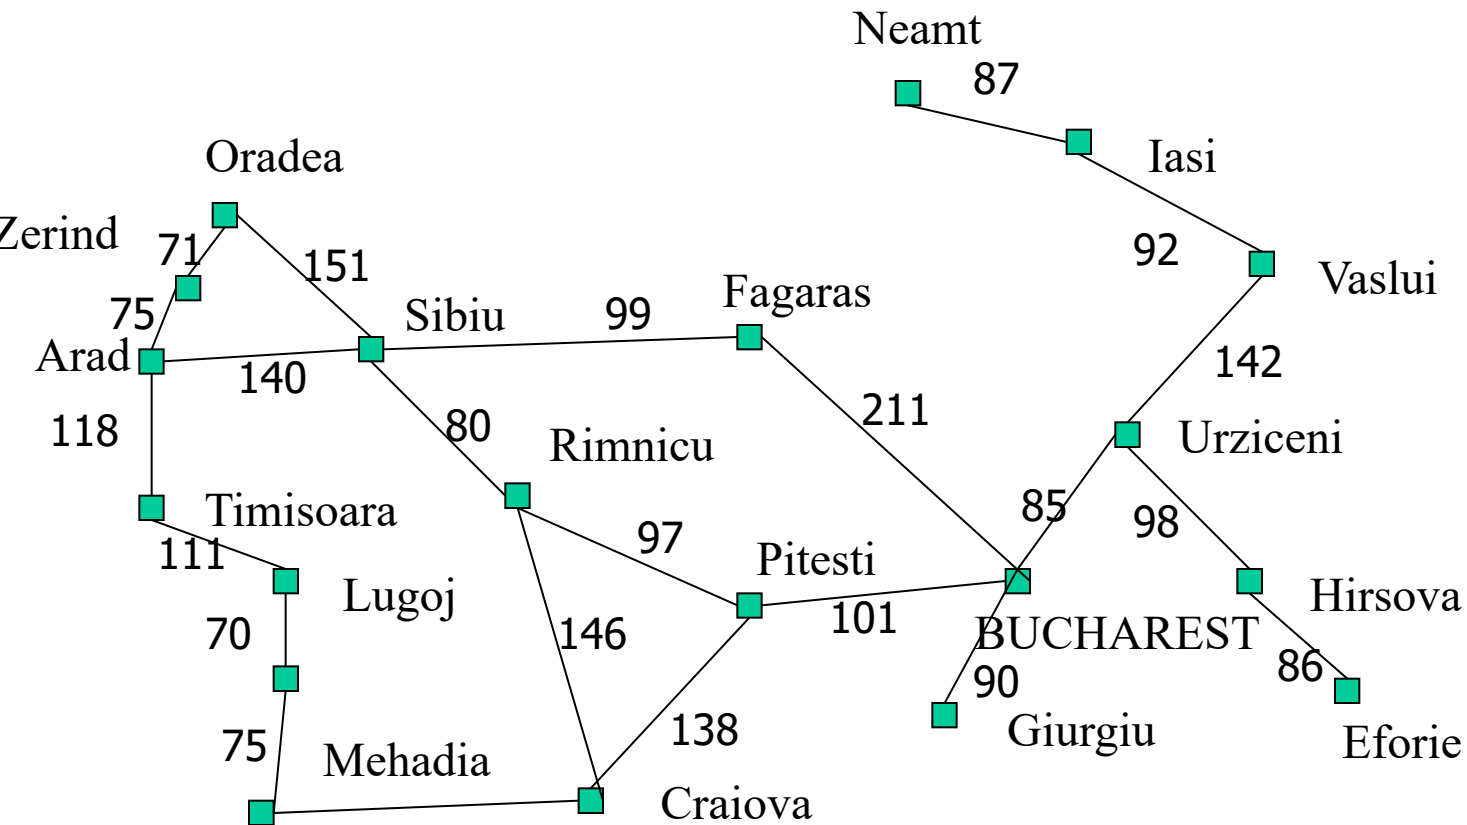 Neamt
87
Oradea
Iasi
Zerind
71
92
151
Vaslui
Fagaras
75
Sibiu
99
Arad
140
142
118
211
80
Rimnicu
Urziceni
Timisoara
85
98
111
97
Pitesti
Lugoj
Hirsova
101
70
146
BUCHAREST
86
90
138
Giurgiu
75
Eforie
Mehadia
Craiova